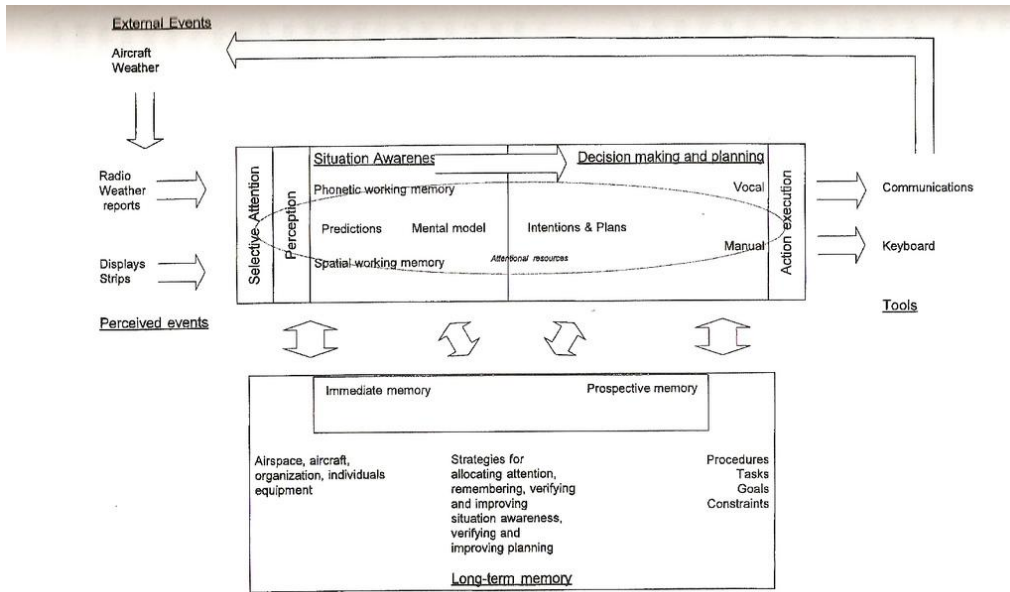 External Events
Aircraft
Weather
Radio
Weather
reports
Displays
Strips
Perceived events
Selective Attention
Perception
Situation Awarenes
Phonetic working memory
Predictions
Mental model
Spatial working memory
Decision making and planning
Vocal
Intentions & Plans
Manual
Attentional resources
Action execution
Communications
Keyboard
Tools
Immediate memory
Prospective memory
Airspace, aircraft,
organization, individuals
equipment
Strategies for
allocating attention,
remembering, verifying
and improving
situation awareness,
verifying and
improving planning
Procedures
Tasks
Goals
Constraints
Long-term memory